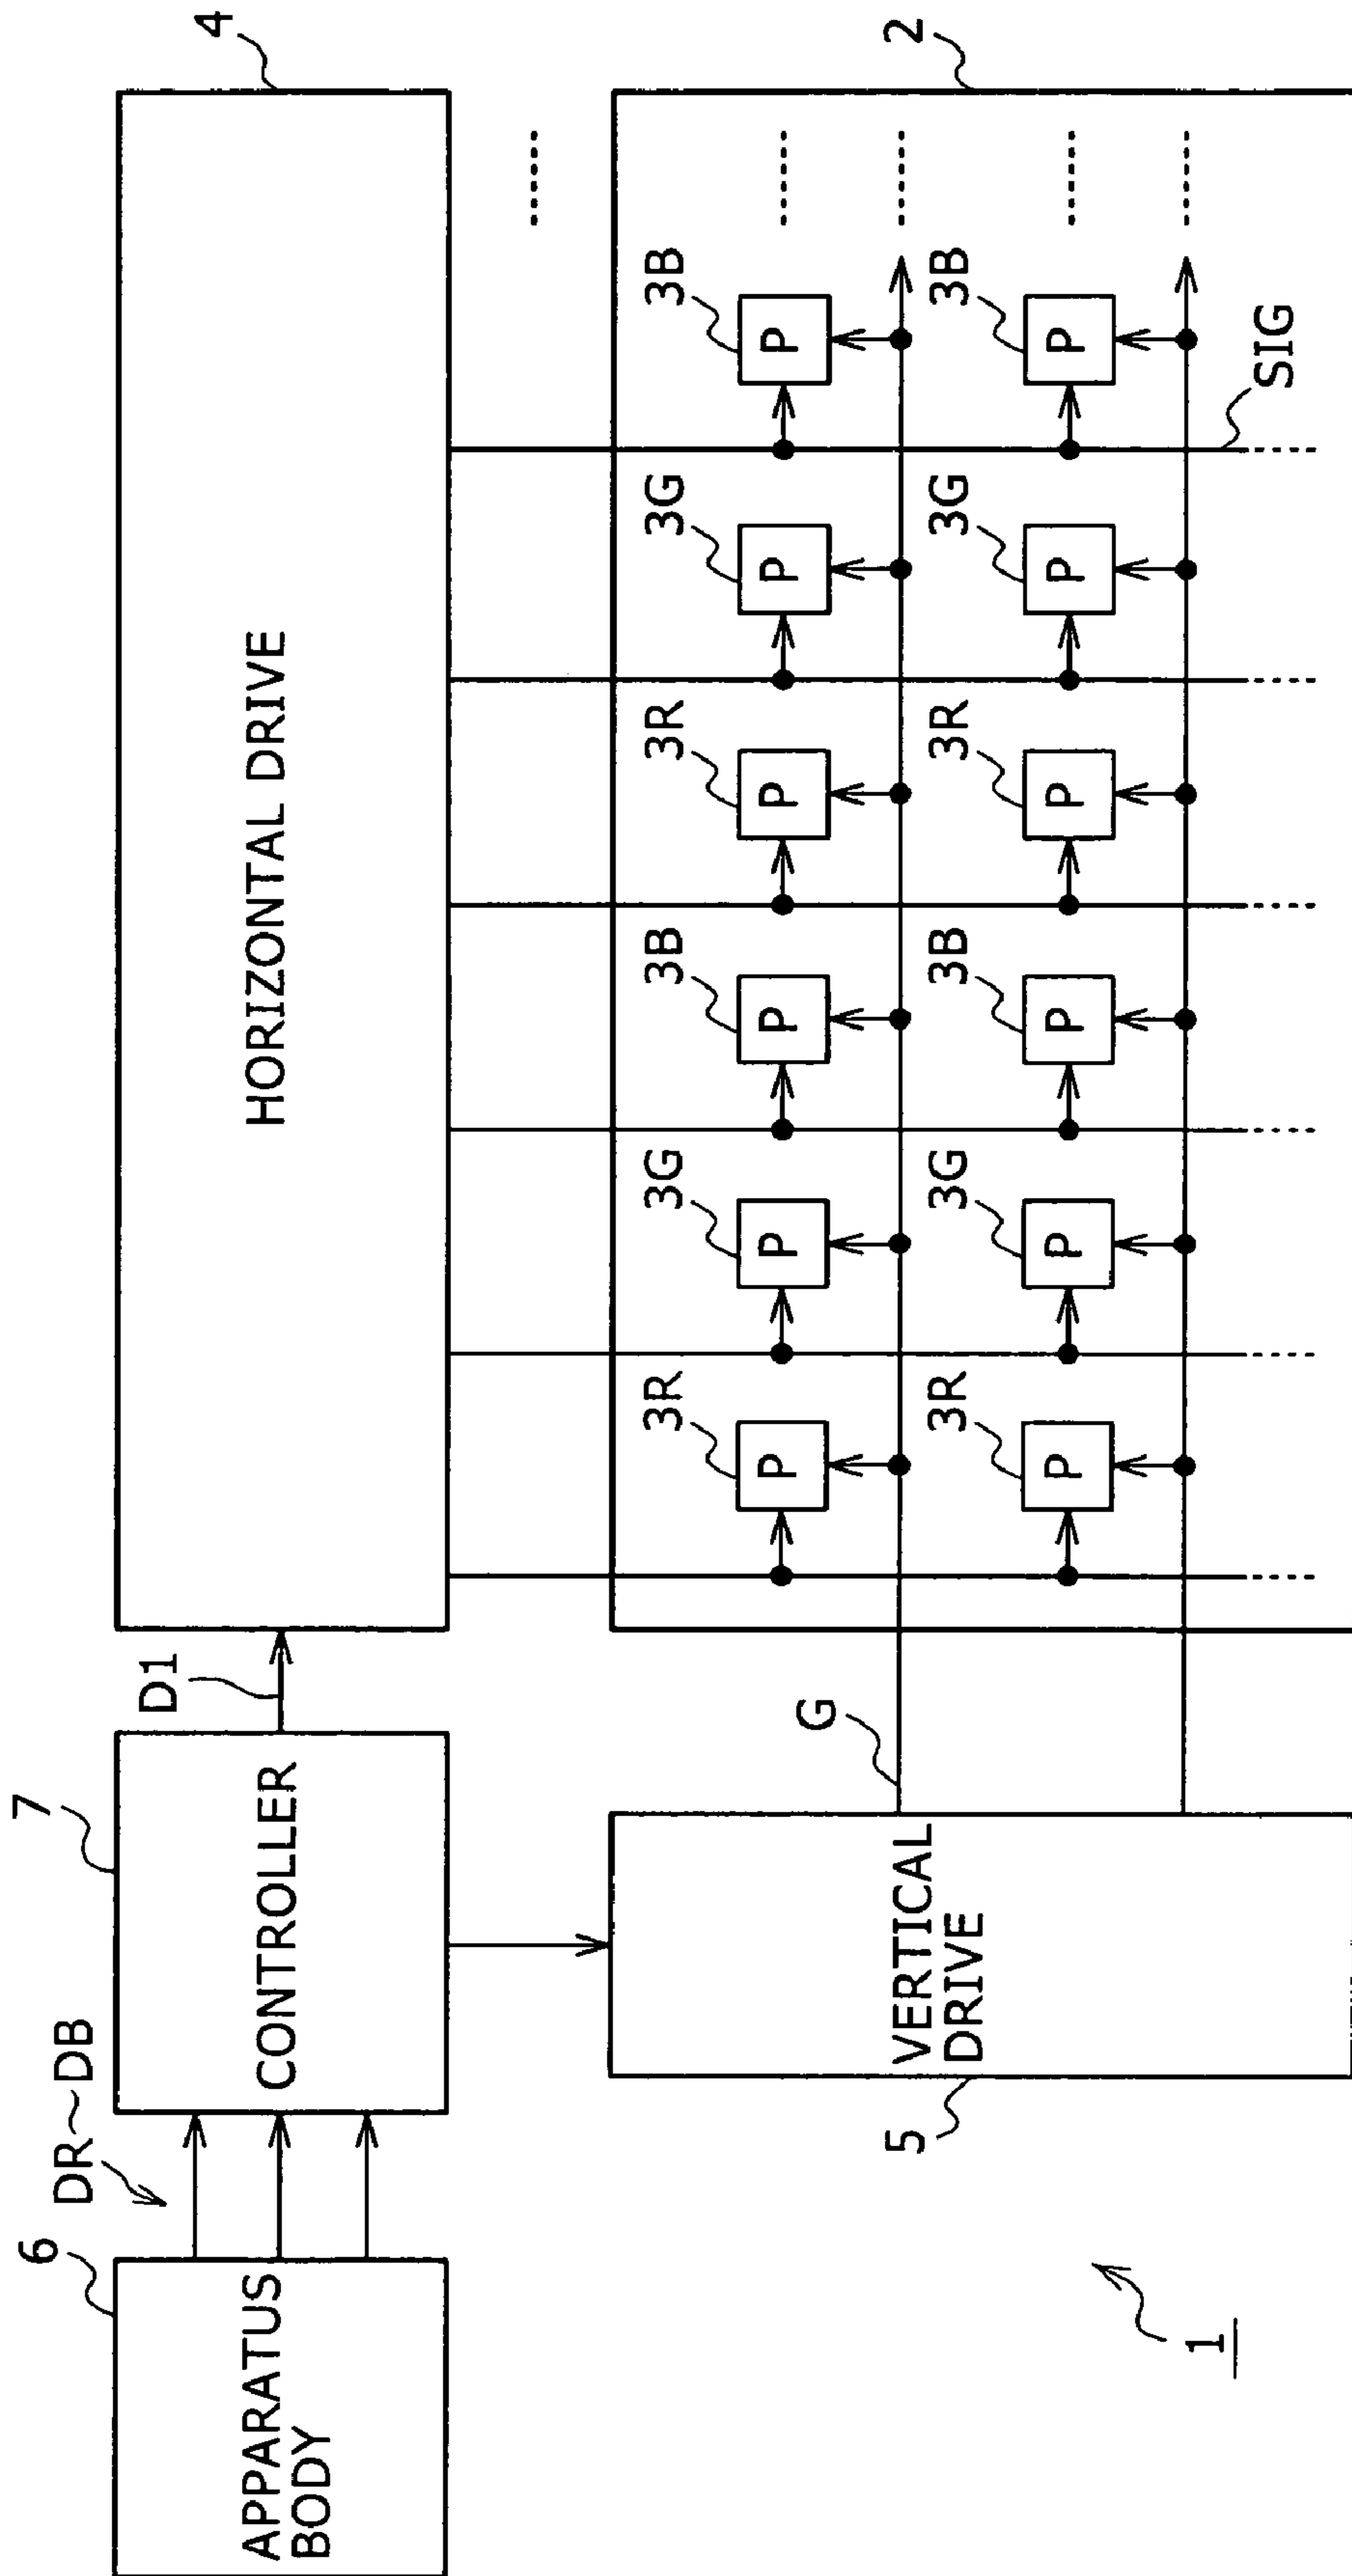 6
DR~DB
7
D1
4
APPARATUS
BODY
CONTROLLER
HORIZONTAL DRIVE
2
3R
3G
3B
3R
3G
3B
P
P
P
P
P
P
G
5
VERTICAL
DRIVE
3R
3G
3B
3R
3G
3B
P
P
P
P
P
P
SIG
1